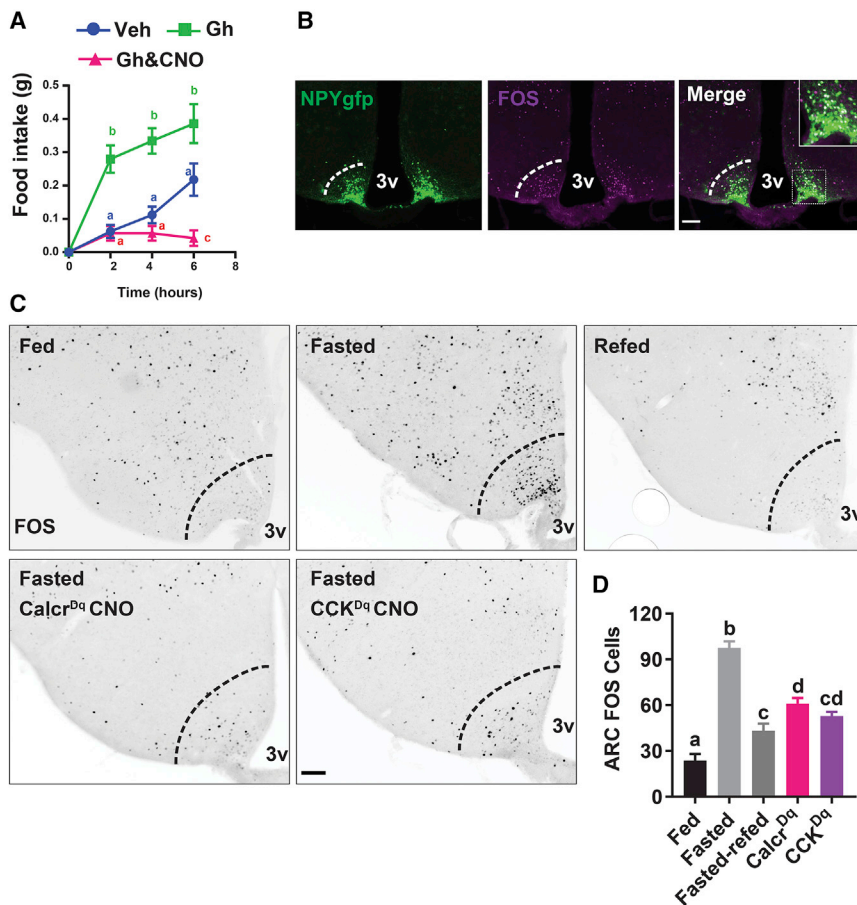 A
Veh Gh
Gh&CNO
Food intake (g)
0.5
0.4
0.3
0.2
0.1
0.0
0 2 4 6 8
Time (hours)
b b b
a a a
a a c
B
NPYgfp FOS Merge
3v 3v 3v
C
Fed Fasted Refed
FOS 3v 3v 3v
Fasted Fasted
Calcr^Dq CNO CCK^Dq CNO
3v 3v
D
ARC FOS Cells
120
90
60
30
0
a b c d cd
Fed Fasted Fasted-refed Calcr^Dq CCK^Dq